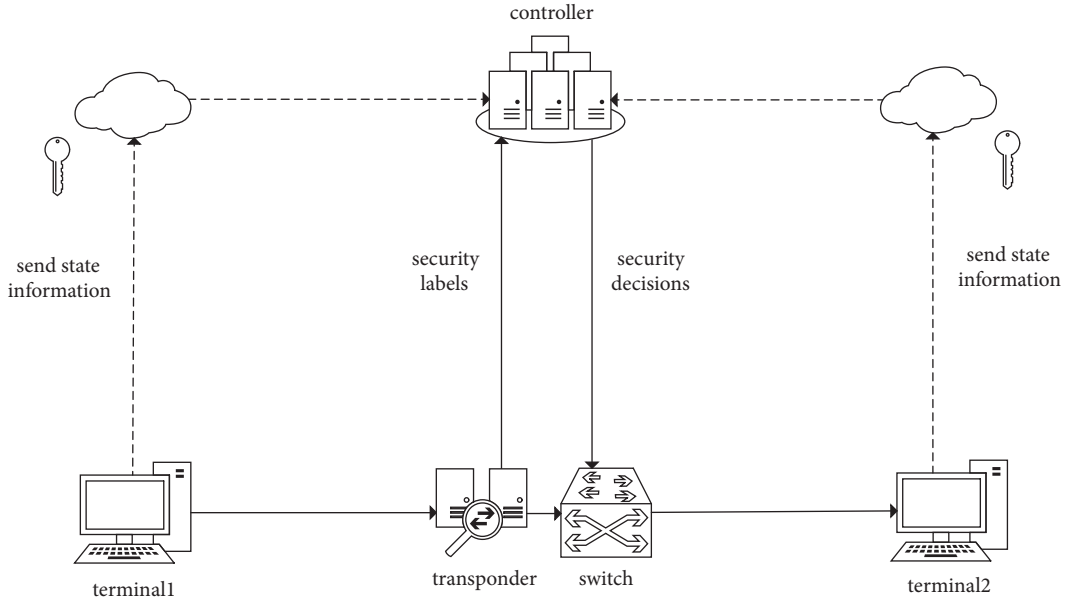 controller
send state
information
security
labels
security
decisions
send state
information
terminal1
transponder
switch
terminal2